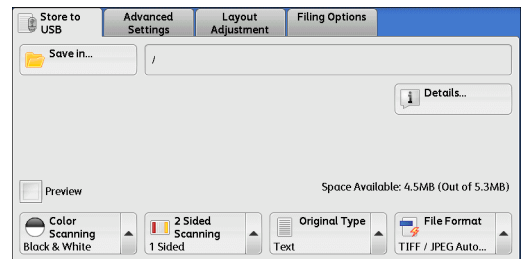 Store to
USB
Advanced
Settings
Layout
Adjustment
Filing Options
Save in...
/
Details...
Preview
Space Available: 4.5MB (Out of 5.3MB)
Color
Scanning
Black & White
2 Sided
Scanning
1 Sided
Original Type
Text
File Format
TIFF / JPEG Auto...